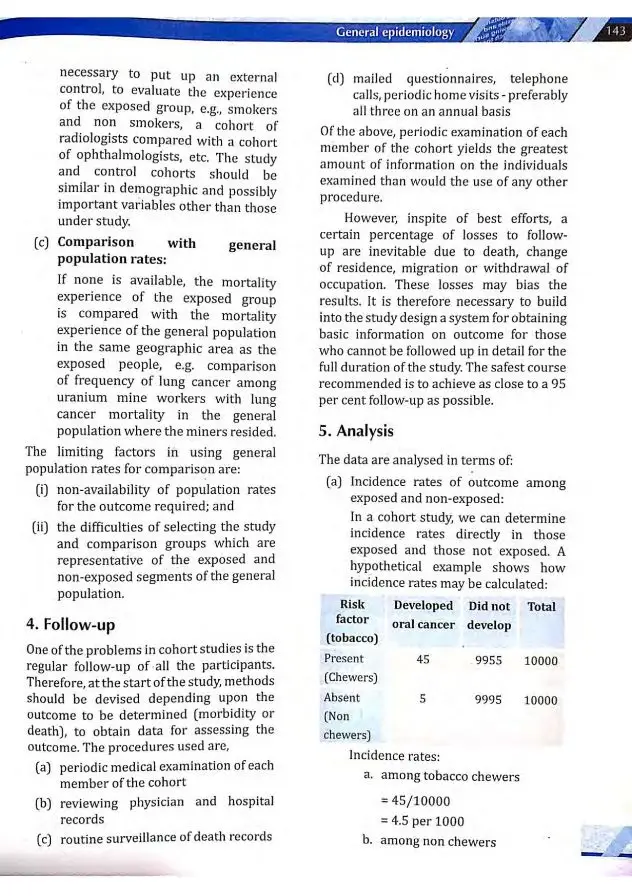 General epidemiology
143
necessary to put up an external
control, to evaluate the experience
of the exposed group, e.g., smokers
and non smokers, a cohort of
radiologists compared with a cohort
of ophthalmologists, etc. The study
and control cohorts should be
similar in demographic and possibly
important variables other than those
under study.
(c) Comparison with general
population rates:
If none is available, the mortality
experience of the exposed group
is compared with the mortality
experience of the general population
in the same geographic area as the
exposed people, e.g. comparison
of frequency of lung cancer among
uranium mine workers with lung
cancer mortality in the general
population where the miners resided.
The limiting factors in using general
population rates for comparison are:
(i) non-availability of population rates
for the outcome required; and
(ii) the difficulties of selecting the study
and comparison groups which are
representative of the exposed and
non-exposed segments of the general
population.
4. Follow-up
One of the problems in cohort studies is the
regular follow-up of all the participants.
Therefore, at the start of the study, methods
should be devised depending upon the
outcome to be determined (morbidity or
death), to obtain data for assessing the
outcome. The procedures used are,
(a) periodic medical examination of each
member of the cohort
(b) reviewing physician and hospital
records
(c) routine surveillance of death records
(d) mailed questionnaires, telephone
calls, periodic home visits - preferably
all three on an annual basis
Of the above, periodic examination of each
member of the cohort yields the greatest
amount of information on the individuals
examined than would the use of any other
procedure.
However, inspite of best efforts, a
certain percentage of losses to follow-
up are inevitable due to death, change
of residence, migration or withdrawal of
occupation. These losses may bias the
results. It is therefore necessary to build
into the study design a system for obtaining
basic information on outcome for those
who cannot be followed up in detail for the
full duration of the study. The safest course
recommended is to achieve as close to a 95
per cent follow-up as possible.
5. Analysis
The data are analysed in terms of:
(a) Incidence rates of outcome among
exposed and non-exposed:
In a cohort study, we can determine
incidence rates directly in those
exposed and those not exposed. A
hypothetical example shows how
incidence rates may be calculated:
Risk Developed Did not Total
factor oral cancer develop
(tobacco)
Present 45 9955 10000
(Chewers)
Absent 5 9995 10000
(Non
chewers)
Incidence rates:
a. among tobacco chewers
= 45/10000
= 4.5 per 1000
b. among non chewers